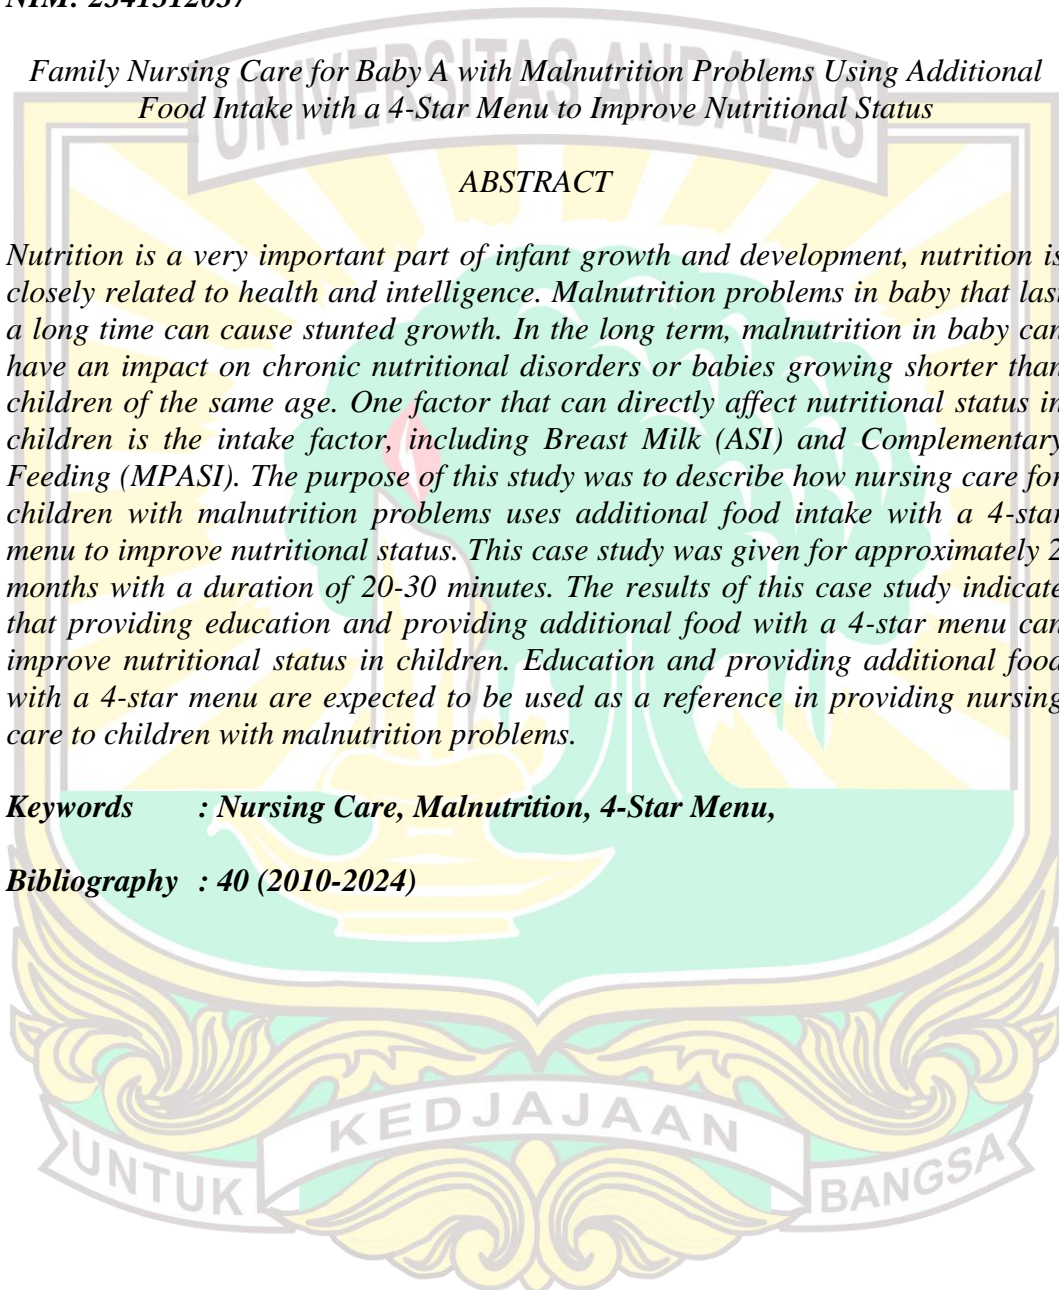 NIM: 2341312037
UNIVERSITAS ANDALAS
Family Nursing Care for Baby A with Malnutrition Problems Using Additional
Food Intake with a 4-Star Menu to Improve Nutritional Status
ABSTRACT
Nutrition is a very important part of infant growth and development, nutrition is
closely related to health and intelligence. Malnutrition problems in baby that last
a long time can cause stunted growth. In the long term, malnutrition in baby can
have an impact on chronic nutritional disorders or babies growing shorter than
children of the same age. One factor that can directly affect nutritional status in
children is the intake factor, including Breast Milk (ASI) and Complementary
Feeding (MPASI). The purpose of this study was to describe how nursing care for
children with malnutrition problems uses additional food intake with a 4-star
menu to improve nutritional status. This case study was given for approximately 2
months with a duration of 20-30 minutes. The results of this case study indicate
that providing education and providing additional food with a 4-star menu can
improve nutritional status in children. Education and providing additional food
with a 4-star menu are expected to be used as a reference in providing nursing
care to children with malnutrition problems.
Keywords : Nursing Care, Malnutrition, 4-Star Menu,
Bibliography : 40 (2010-2024)
UNTUK KEDJAJAAN BANGSA